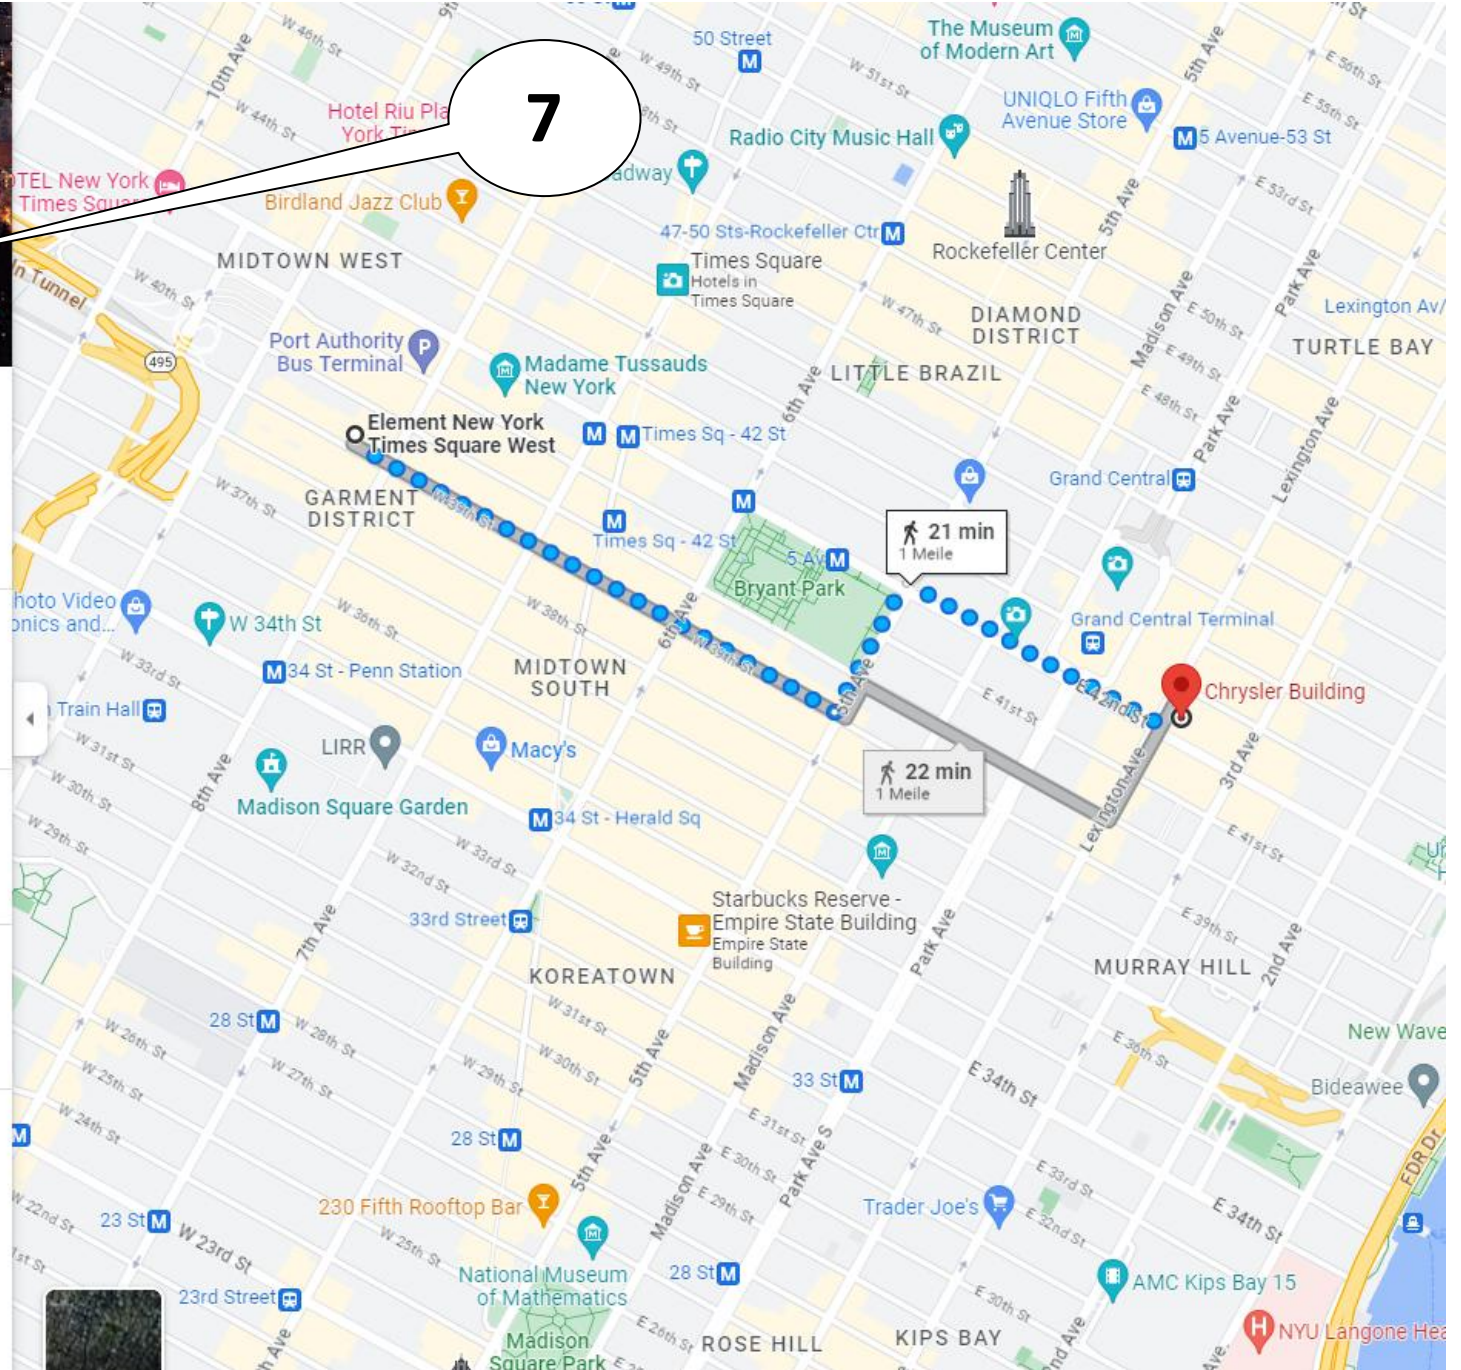 50 Street
The Museum
of Modern Art
5th Ave
E 56th St
W 46th St
10th Ave
W 49th St
W 51st St
UNIQLO Fifth
Avenue Store
E 55th St
W 44th St
Hotel Riu Pla
7
Radio City Music Hall
5 Avenue-53 St
TEL New York
Times Square
Birdland Jazz Club
adway
E 53rd St
5th Ave
47-50 Sts-Rockefeller Ctr
Rockefeller Center
MIDTOWN WEST
Times Square
Hotels in
Times Square
n Tunnel
W 40th St
Park Ave
Madison Ave
E 50th St
Lexington Av/
W 47th St
DIAMOND
DISTRICT
Port Authority
Bus Terminal
495
TURTLE BAY
E 49th St
Madame Tussauds
New York
LITTLE BRAZIL
6th Ave
E 48th St
Park Ave
Lexington Ave
Element New York
Times Square West
Times Sq - 42 St
Grand Central
W 37th St
GARMENT
DISTRICT
W 39th St
Times Sq - 42 St
5 Av
21 min
1 Meile
Bryant Park
hoto Video
onics and...
W 34th St
W 36th St
W 38th St
6th Ave
Grand Central Terminal
W 33rd St
34 St - Penn Station
MIDTOWN
SOUTH
W 39th St
5th Ave
E 41st St
E 42nd St
Chrysler Building
Train Hall
W 31st St
LIRR
Macy's
22 min
1 Meile
Lexington Ave
3rd Ave
W 30th St
8th Ave
Madison Square Garden
34 St - Herald Sq
W 29th St
W 33rd St
E 41st St
W 32nd St
Starbucks Reserve -
Empire State Building
Empire State
Building
33rd Street
7th Ave
Park Ave
E 39th St
2nd Ave
KOREATOWN
MURRAY HILL
W 31st St
28 St
W 28th St
W 26th St
New Wave
E 36th St
W 30th St
5th Ave
Madison Ave
W 29th St
W 27th St
W 25th St
33 St
E 34th St
Bideawee
W 24th St
28 St
E 31st St
Park Ave S
E 30th St
FDR Dr
5th Ave
Madison Ave
E 29th St
E 33rd St
W 22nd St
23 St
W 23rd St
230 Fifth Rooftop Bar
Trader Joe's
E 32nd St
E 34th St
W 25th St
1st St
National Museum
of Mathematics
28 St
AMC Kips Bay 15
23rd Street
E 30th St
E 26th St
Madison
Square Park
ROSE HILL
KIPS BAY
NYU Langone Hea